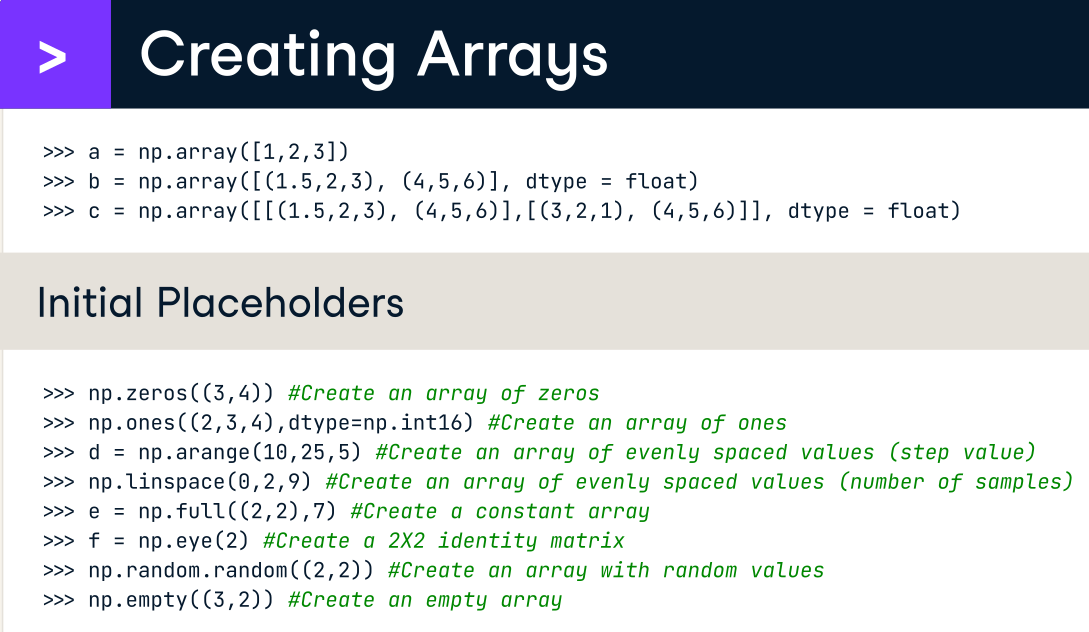 >
Creating Arrays
>>> a = np.array([1,2,3])
>>> b = np.array([(1.5,2,3), (4,5,6)], dtype = float)
>>> c = np.array([[(1.5,2,3), (4,5,6)],[(3,2,1), (4,5,6)]], dtype = float)
Initial Placeholders
>>> np.zeros((3,4)) #Create an array of zeros
>>> np.ones((2,3,4),dtype=np.int16) #Create an array of ones
>>> d = np.arange(10,25,5) #Create an array of evenly spaced values (step value)
>>> np.linspace(0,2,9) #Create an array of evenly spaced values (number of samples)
>>> e = np.full((2,2),7) #Create a constant array
>>> f = np.eye(2) #Create a 2X2 identity matrix
>>> np.random.random((2,2)) #Create an array with random values
>>> np.empty((3,2)) #Create an empty array